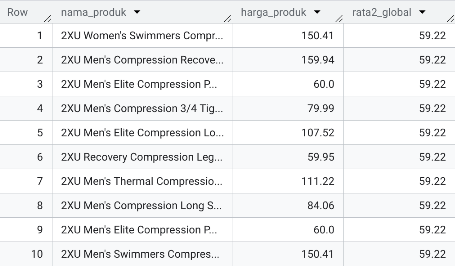 Row nama_produk harga_produk rata2_global
1 2XU Women's Swimmers Compr... 150.41 59.22
2 2XU Men's Compression Recove... 159.94 59.22
3 2XU Men's Elite Compression P... 60.0 59.22
4 2XU Men's Compression 3/4 Tig... 79.99 59.22
5 2XU Men's Elite Compression Lo... 107.52 59.22
6 2XU Recovery Compression Leg... 59.95 59.22
7 2XU Men's Thermal Compressio... 111.22 59.22
8 2XU Men's Compression Long S... 84.06 59.22
9 2XU Men's Elite Compression P... 60.0 59.22
10 2XU Men's Swimmers Compres... 150.41 59.22